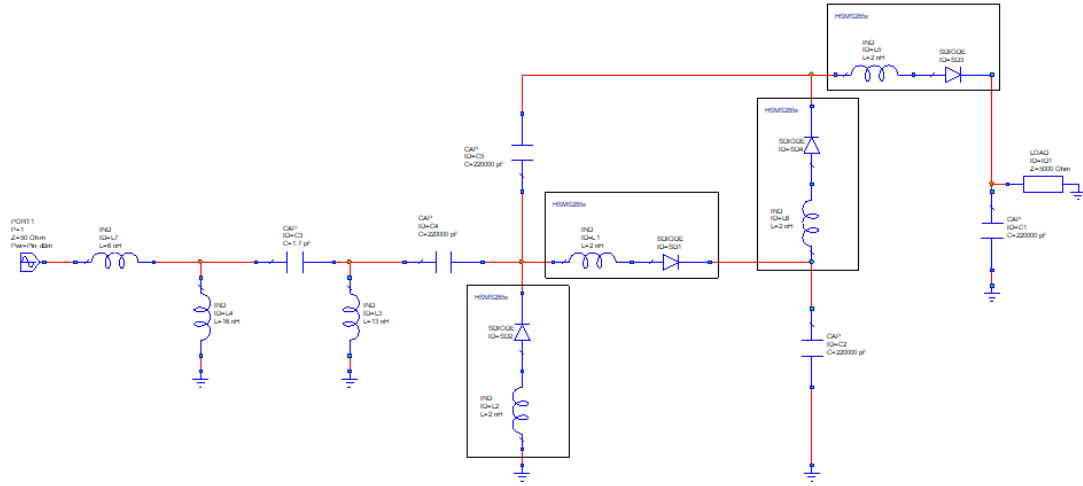 HSMS285x
IND
ID=L5
L=2 nH
SDIODE
ID=SD3
HSMS285x
SDIODE
ID=SD4
CAP
ID=C5
C=220000 pF
LOAD
ID=ID1
Z=5000 Ohm
HSMS285x
IND
ID=L6
L=2 nH
PORT1
P=1
Z=50 Ohm
Pwr=Pin dBm
IND
ID=L7
L=6 nH
CAP
ID=C3
C=1.7 pF
CAP
ID=C4
C=220000 pF
IND
ID=L1
L=2 nH
SDIODE
ID=SD1
CAP
ID=C1
C=220000 pF
HSMS285x
IND
ID=L4
L=16 nH
IND
ID=L3
L=13 nH
SDIODE
ID=SD2
CAP
ID=C2
C=220000 pF
IND
ID=L2
L=2 nH